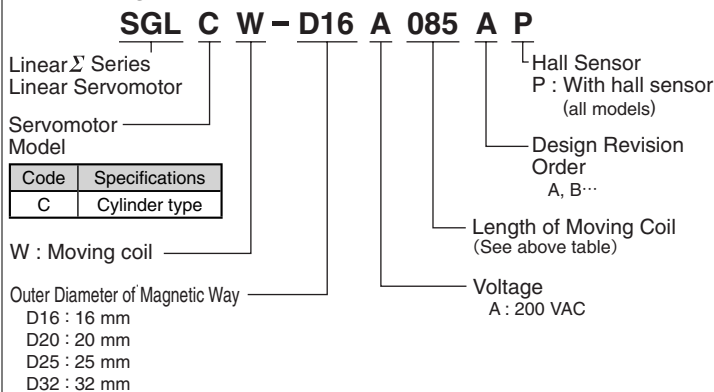 SGL C W - D16 A 085 A P
Linear Σ Series
Linear Servomotor
Servomotor
Model
Code Specifications
C Cylinder type
W : Moving coil
Outer Diameter of Magnetic Way
D16 : 16 mm
D20 : 20 mm
D25 : 25 mm
D32 : 32 mm
Hall Sensor
P : With hall sensor
(all models)
Design Revision
Order
A, B···
Length of Moving Coil
(See above table)
Voltage
A : 200 VAC